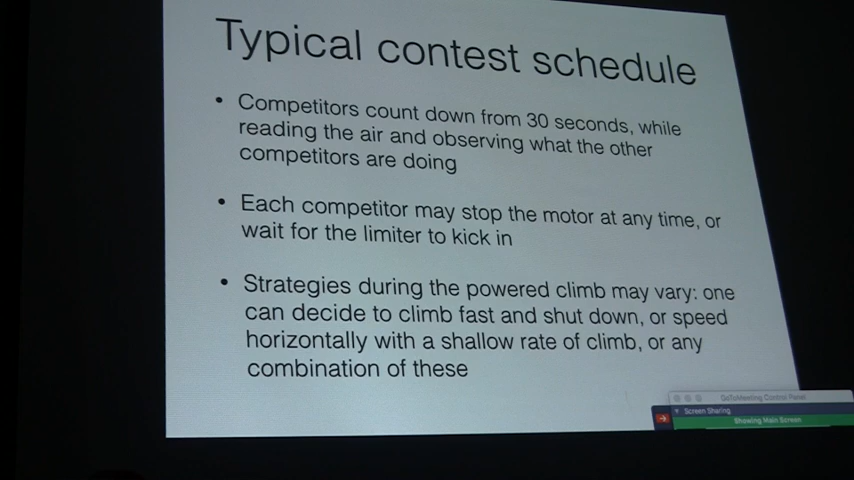 Typical contest schedule
• Competitors count down from 30 seconds, while
reading the air and observing what the other
competitors are doing
• Each competitor may stop the motor at any time, or
wait for the limiter to kick in
• Strategies during the powered climb may vary: one
can decide to climb fast and shut down, or speed
horizontally with a shallow rate of climb, or any
combination of these
GoToMeeting Control Panel
Screen Sharing
Showing Main Screen